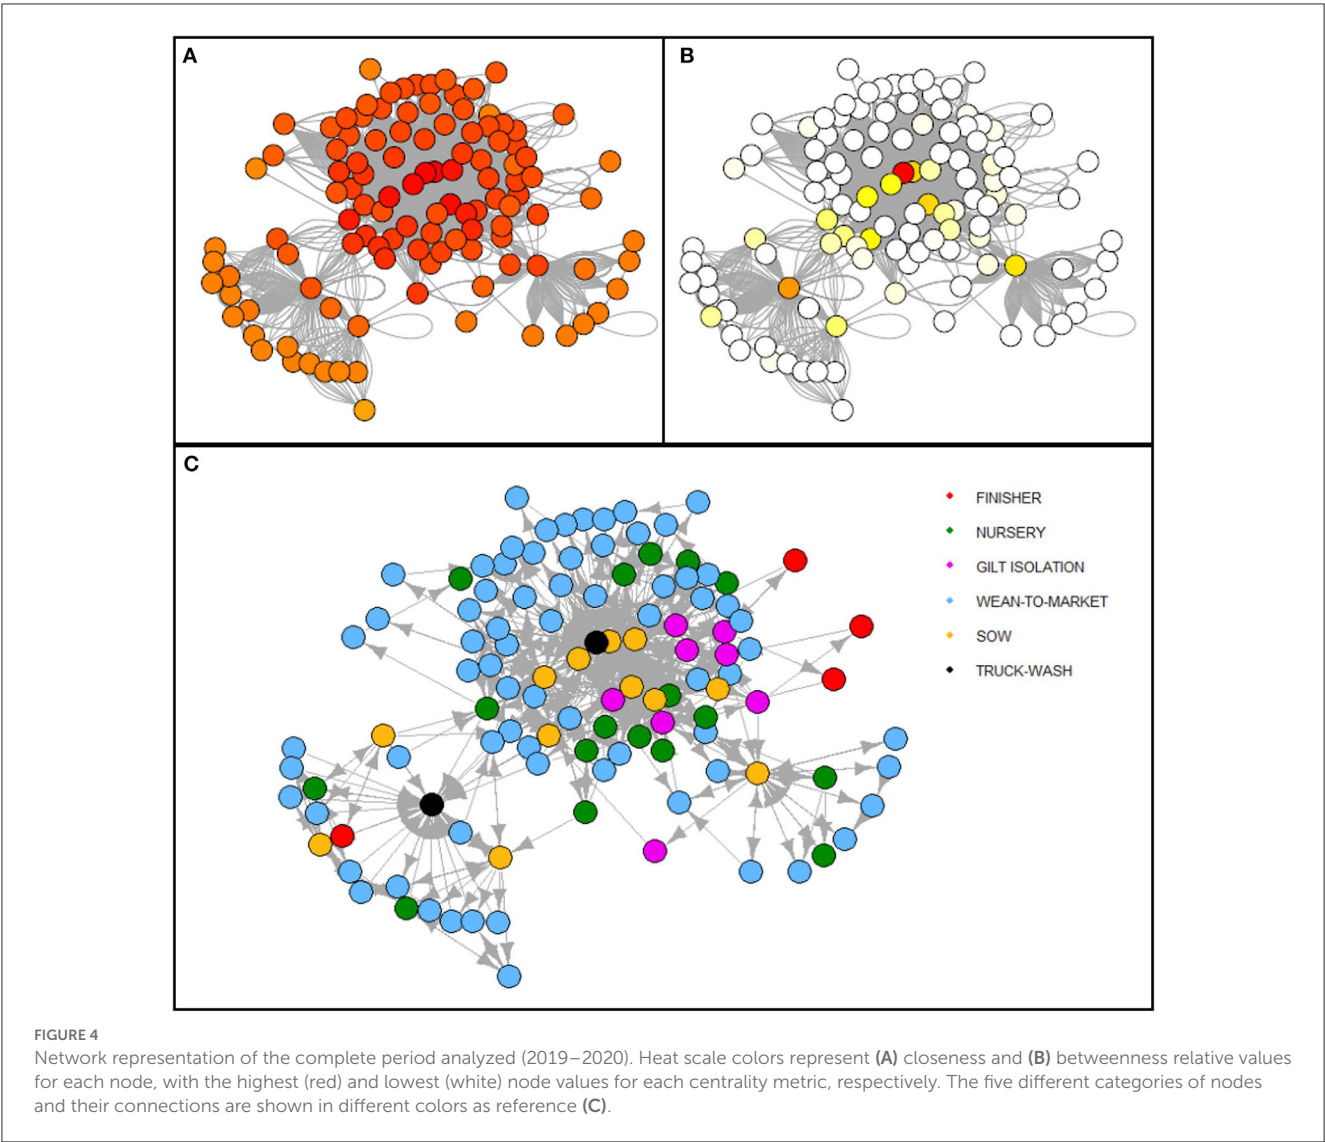 A
B
C
FINISHER
NURSERY
GILT ISOLATION
WEAN-TO-MARKET
SOW
TRUCK-WASH
FIGURE 4
Network representation of the complete period analyzed (2019–2020). Heat scale colors represent (A) closeness and (B) betweenness relative values
for each node, with the highest (red) and lowest (white) node values for each centrality metric, respectively. The five different categories of nodes
and their connections are shown in different colors as reference (C).